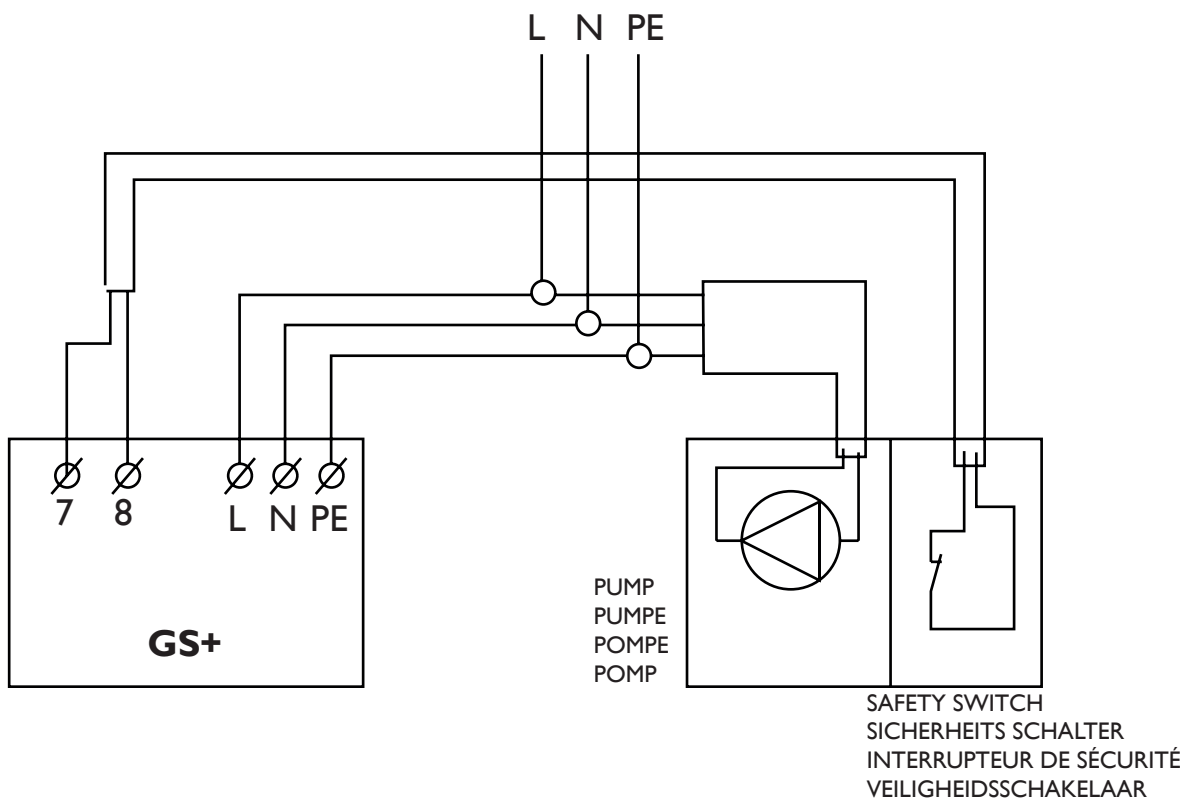 L N PE
7 8 L N PE
GS+
PUMP
PUMPE
POMPE
POMP
SAFETY SWITCH
SICHERHEITS SCHALTER
INTERRUPTEUR DE SÉCURITÉ
VEILIGHEIDSSCHAKELAAR